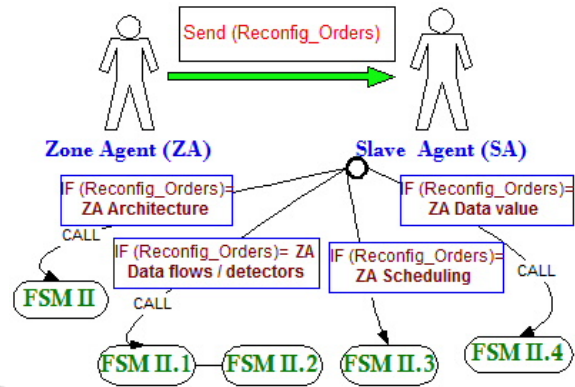 Send (Reconfig_Orders)
Zone Agent (ZA)
Slave Agent (SA)
IF (Reconfig_Orders)=
ZA Architecture
IF (Reconfig_Orders)=
ZA Data value
CALL
IF (Reconfig_Orders)= ZA
Data flows / detectors
IF (Reconfig_Orders)=
ZA Scheduling
CALL
FSM II
CALL
FSM II.1
FSM II.2
FSM II.3
FSM II.4